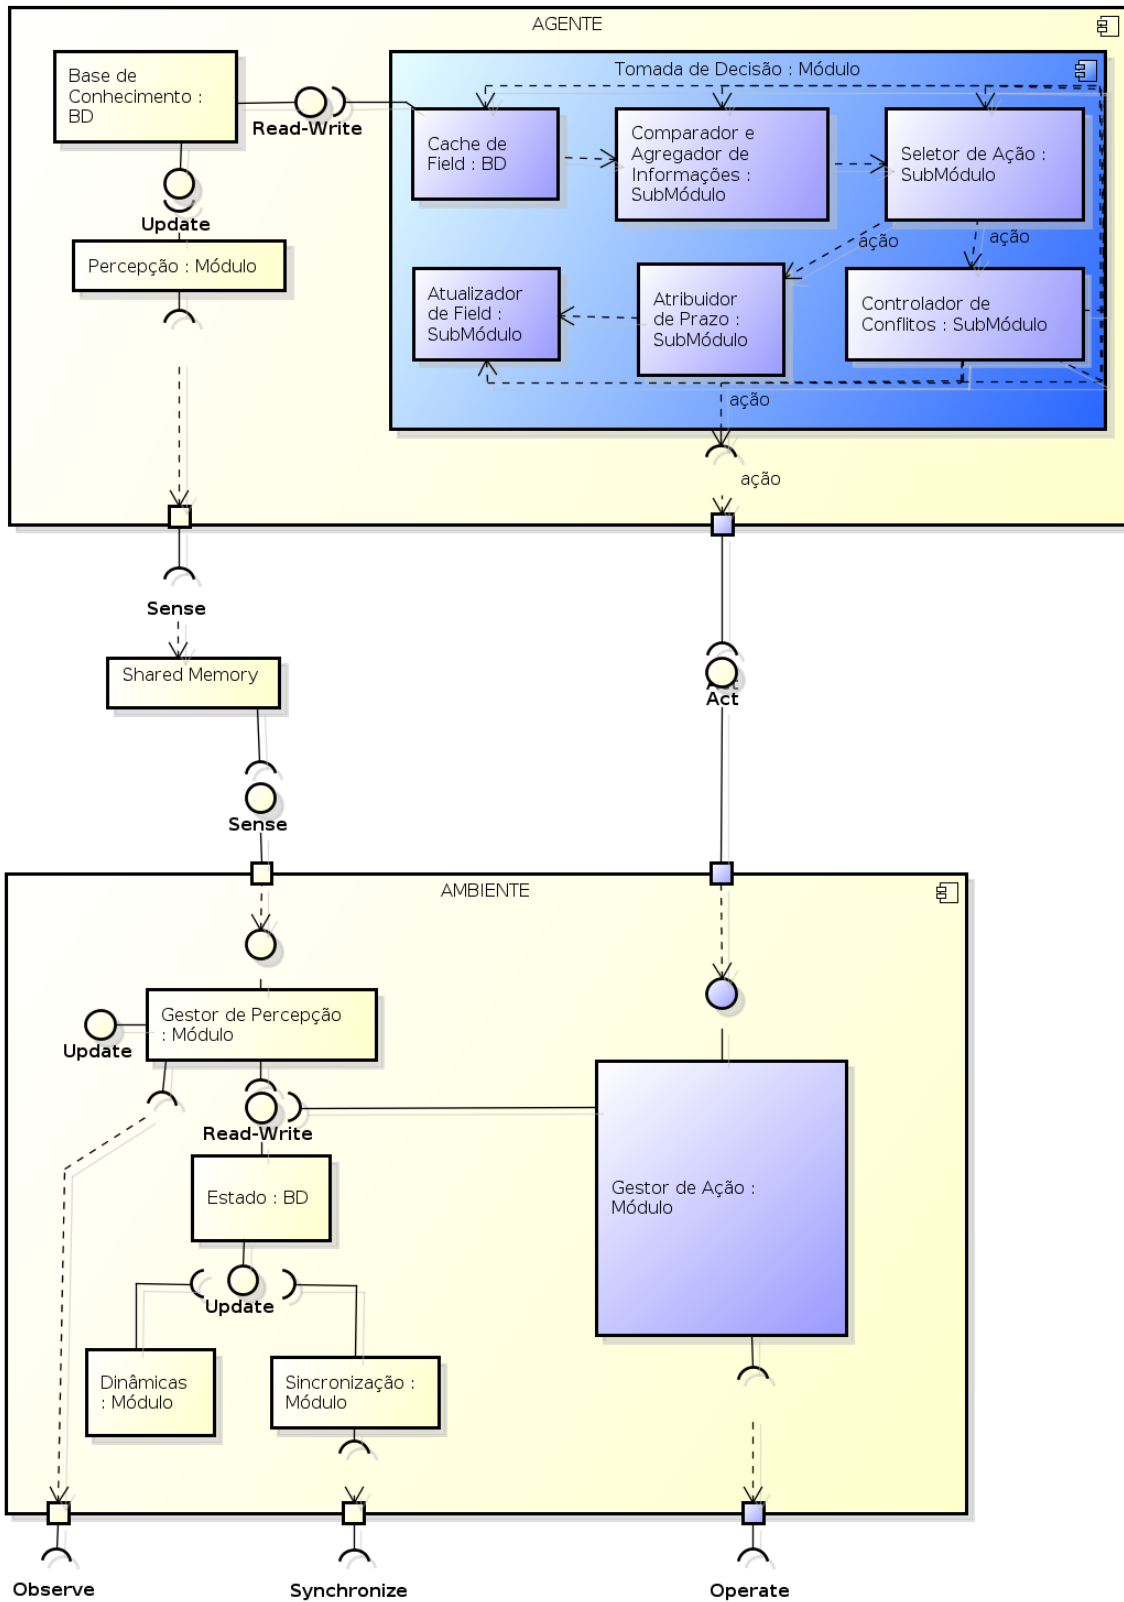 AGENTE
Base de
Conhecimento :
BD
Read-Write
Update
Percepção : Módulo
Tomada de Decisão : Módulo
Cache de
Field : BD
Comparador e
Agregador de
Informações :
SubMódulo
Seletor de Ação :
SubMódulo
ação
ação
Atualizador
de Field :
SubMódulo
Atribuidor
de Prazo :
SubMódulo
Controlador de
Conflitos : SubMódulo
ação
ação
Sense
Shared Memory
Act
Sense
AMBIENTE
Gestor de Percepção
: Módulo
Update
Read-Write
Estado : BD
Gestor de Ação :
Módulo
Update
Dinâmicas
: Módulo
Sincronização :
Módulo
Observe
Synchronize
Operate